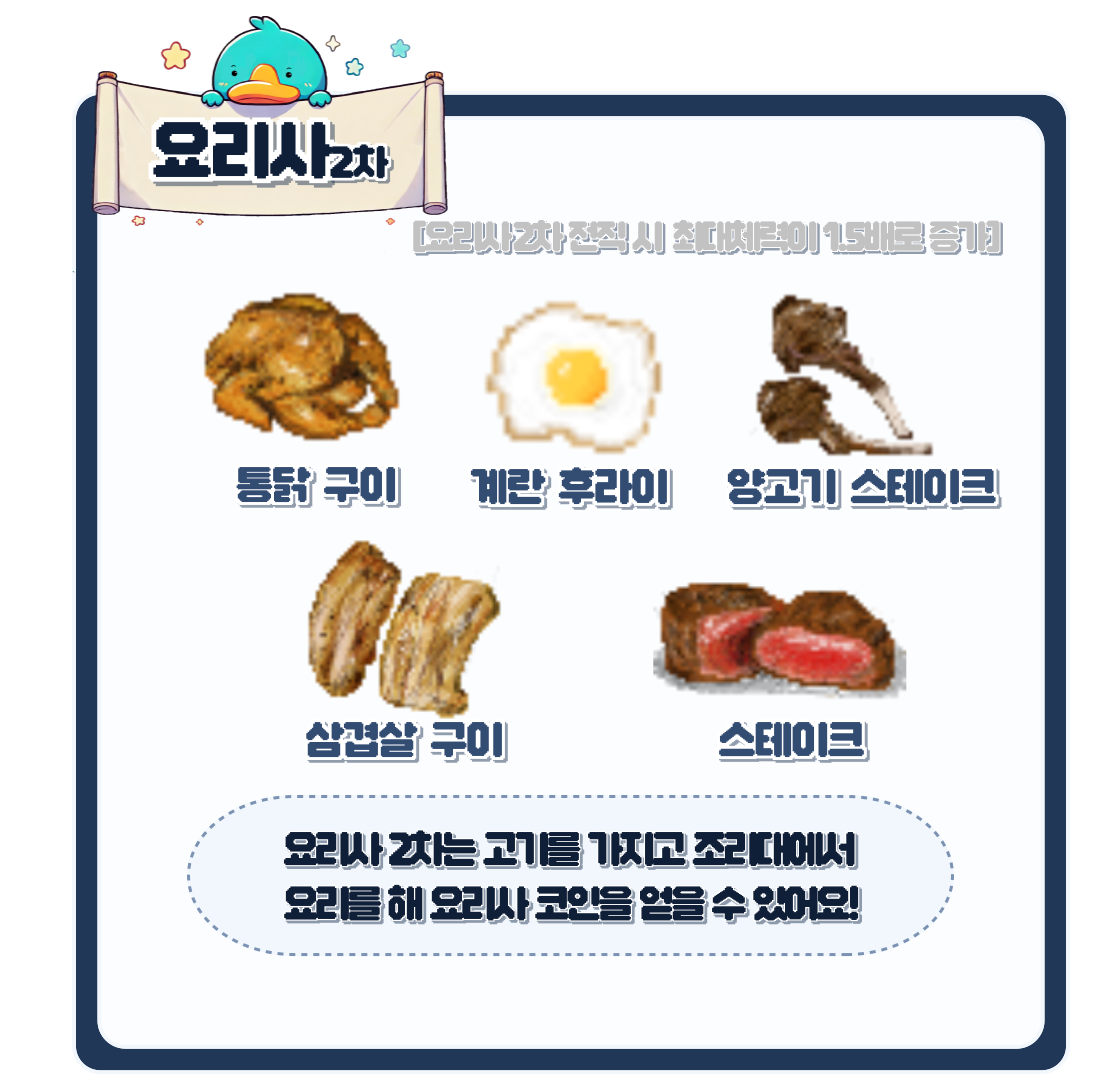 요리사2차
[요리사2차 전직 시 최대체력이 1.5배로 증가]
통닭 구이
계란 후라이
양고기 스테이크
삼겹살 구이
스테이크
요리사 2차는 고기를 가지고 조리대에서
요리를 해 요리사 코인을 얻을 수 있어요!